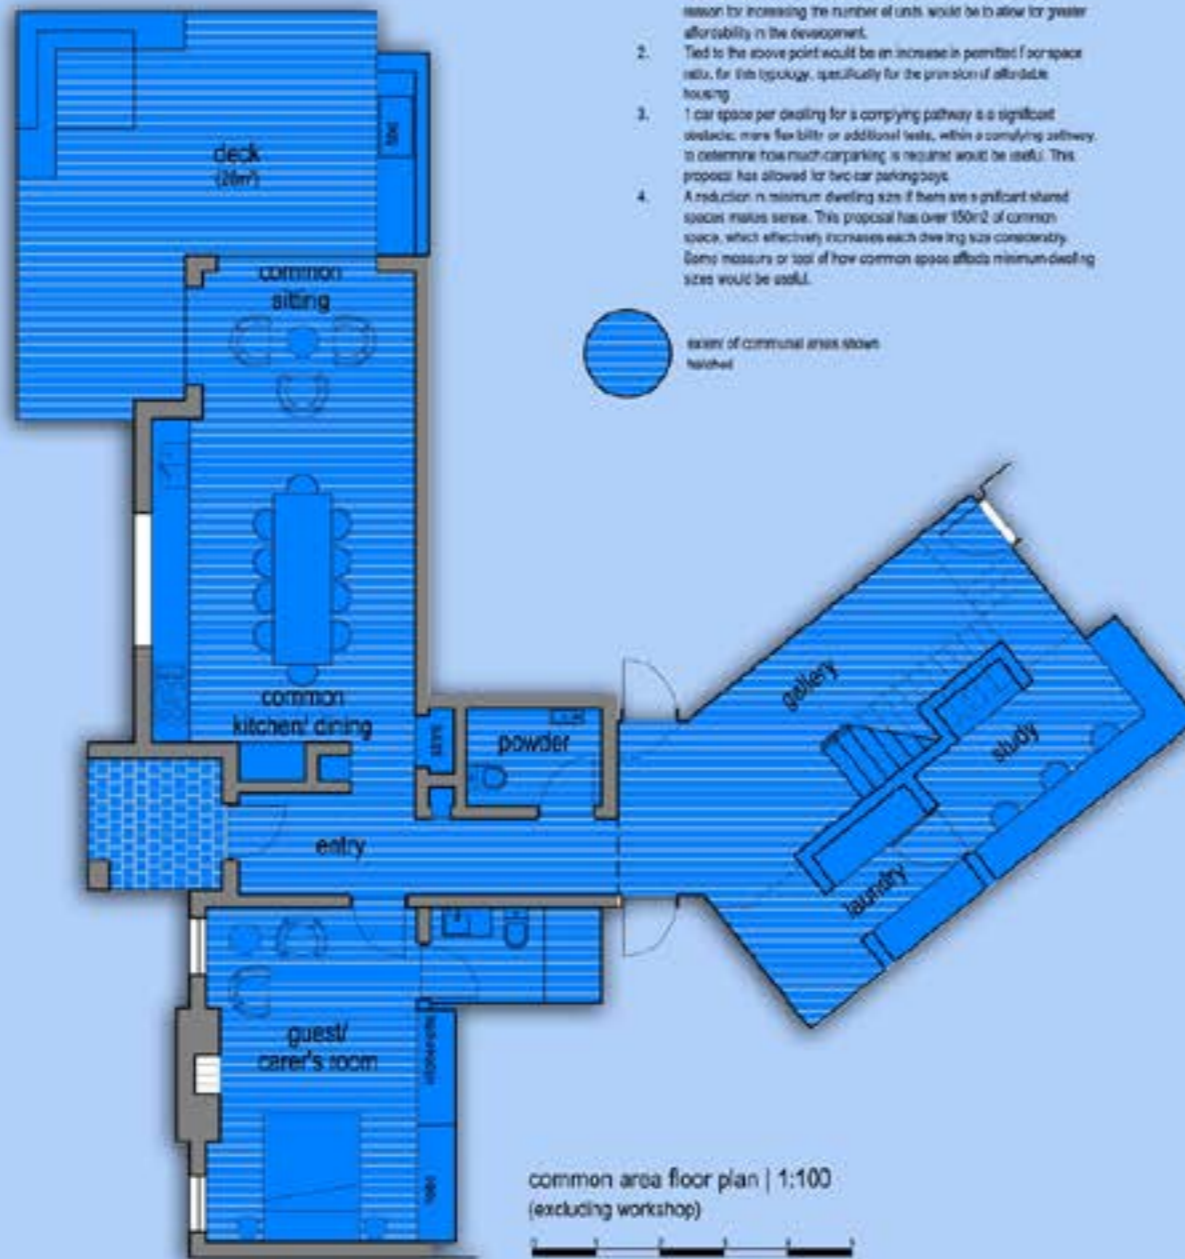 reason for increasing the number of units would be to allow for greater
affordability in the development.
2. Tied to the above point would be an increase in permitted floorspace
ratio, for this typology, specifically for the provision of affordable
housing
3. 1 car space per dwelling for a complying pathway is a significant
obstacle; more flexibility or additional tests, within a complying pathway,
to determine how much carparking is required would be useful. This
proposal has allowed for two car parking bays
4. A reduction in minimum dwelling size if there are significant shared
spaces makes sense. This proposal has over 150m2 of common
space, which effectively increases each dwelling size considerably.
Some measure or tool of how common space affects minimum dwelling
sizes would be useful.
extent of communal areas shown
hatched
deck
(28m²)
common
sitting
common
kitchen/ dining
powder
entry
gallery
study
laundry
guest/
carer's room
common area floor plan | 1:100
(excluding workshop)